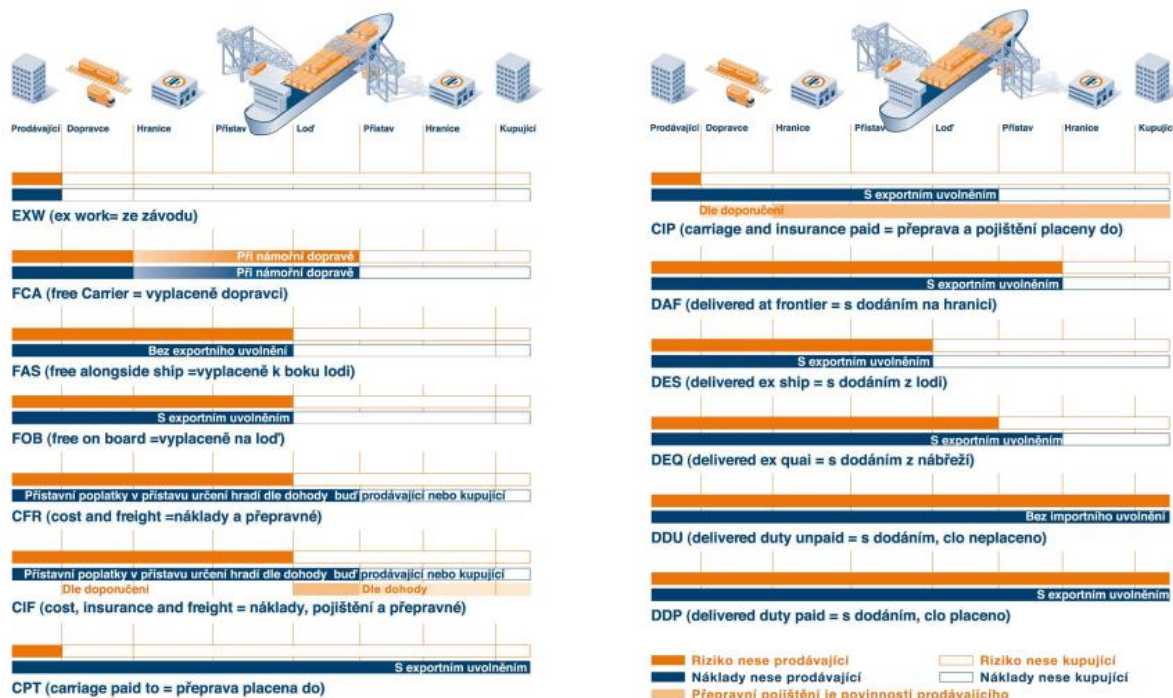 Prodávající Dopravce Hranice Přístav Loď Přístav Hranice Kupující
EXW (ex work= ze závodu)
Při námořní dopravě
Při námořní dopravě
FCA (free Carrier = vyplaceně dopravci)
Bez exportního uvolnění
FAS (free alongside ship =vyplaceně k boku lodi)
S exportním uvolněním
FOB (free on board =vyplaceně na loď)
Přístavní poplatky v přístavu určení hradí dle dohody buď prodávající nebo kupující
CFR (cost and freight =náklady a přepravné)
Přístavní poplatky v přístavu určení hradí dle dohody buď prodávající nebo kupující
Dle doporučení Dle dohody
CIF (cost, insurance and freight = náklady, pojištění a přepravné)
S exportním uvolněním
CPT (carriage paid to = přeprava placena do)
Prodávající Dopravce Hranice Přístav Loď Přístav Hranice Kupujíc
S exportním uvolněním
Dle doporučení
CIP (carriage and insurance paid = přeprava a pojištění placeny do)
S exportním uvolněním
DAF (delivered at frontier = s dodáním na hranici)
S exportním uvolněním
DES (delivered ex ship = s dodáním z lodi)
S exportním uvolněním
DEQ (delivered ex quai = s dodáním z nábřeží)
Bez importního uvolnění
DDU (delivered duty unpaid = s dodáním, clo neplaceno)
S exportním uvolněním
DDP (delivered duty paid = s dodáním, clo placeno)
Riziko nese prodávající Riziko nese kupující
Náklady nese prodávající Náklady nese kupující
Přepravní pojištění je povinností prodávajícího